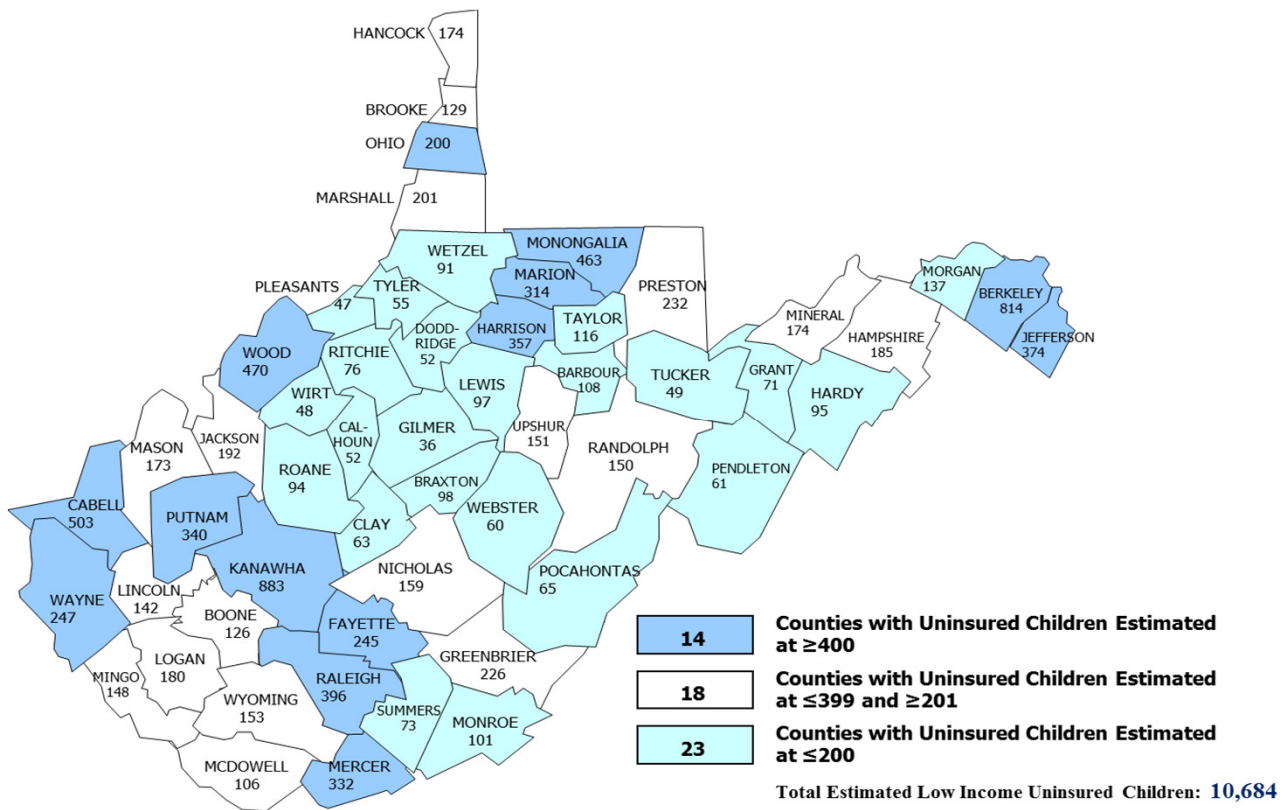 HANCOCK 174
BROOKE 129
OHIO 200
MARSHALL 201
WETZEL
91
MONONGALIA
463
MARION
314
PRESTON
232
MORGAN
137
BERKELEY
814
JEFFERSON
374
PLEASANTS
47
TYLER
55
MINERAL
174
HAMPSHIRE
185
HARRISON
357
TAYLOR
116
DODD-
RIDGE
52
WOOD
470
RITCHIE
76
BARBOUR
108
TUCKER
49
GRANT
71
HARDY
95
WIRT
48
LEWIS
97
CAL-
HOUN
52
GILMER
36
UPSHUR
151
RANDOLPH
150
JACKSON
192
MASON
173
ROANE
94
BRAXTON
98
PENDLETON
61
CABELL
503
PUTNAM
340
CLAY
63
WEBSTER
60
KANAWHA
883
NICHOLAS
159
POCAHONTAS
65
WAYNE
247
LINCOLN
142
BOONE
126
FAYETTE
245
GREENBRIER
226
MINGO
148
LOGAN
180
WYOMING
153
RALEIGH
396
SUMMERS
73
MONROE
101
MCDOWELL
106
MERCER
332
14 Counties with Uninsured Children Estimated
at ≥400
18 Counties with Uninsured Children Estimated
at ≤399 and ≥201
23 Counties with Uninsured Children Estimated
at ≤200
Total Estimated Low Income Uninsured Children: 10,684